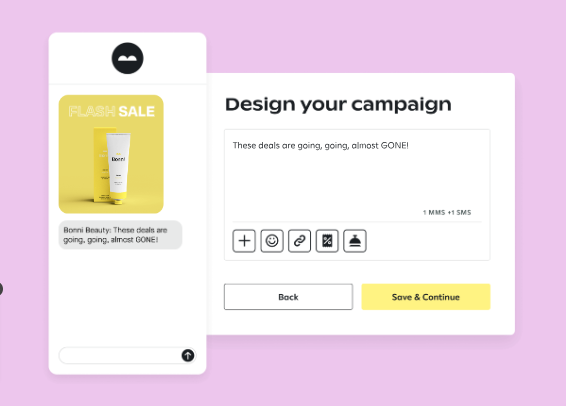 FLASH SALE
Bonni
Bonni Beauty: These deals are
going, going, almost GONE!
Design your campaign
These deals are going, going, almost GONE!
1 MMS +1 SMS
Back
Save & Continue